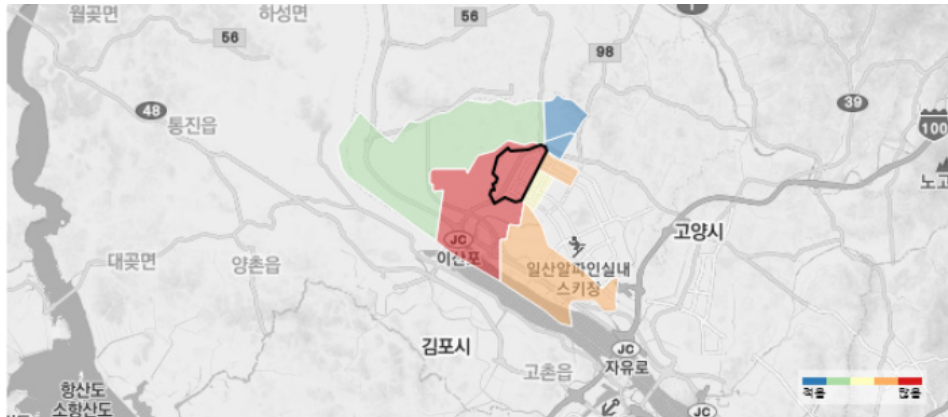 월곶면
하성면
56
1
56
98
39
48
통진읍
100
노고
고양시
JC
이산포
대곶면
양촌읍
일산알파인실내
스키장
김포시
JC
자유로
고촌읍
항산도
소항산도
적음
많음
JC